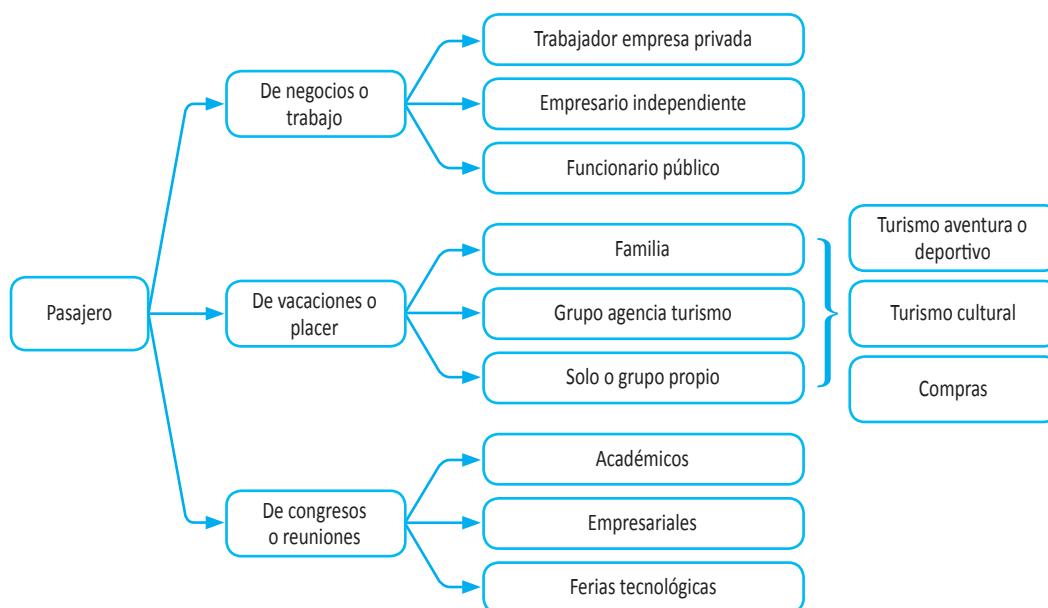 Pasajero
De negocios o
trabajo
Trabajador empresa privada
Empresario independiente
Funcionario público
De vacaciones o
placer
Familia
Grupo agencia turismo
Solo o grupo propio
Turismo aventura o
deportivo
Turismo cultural
Compras
De congresos
o reuniones
Académicos
Empresariales
Ferias tecnológicas